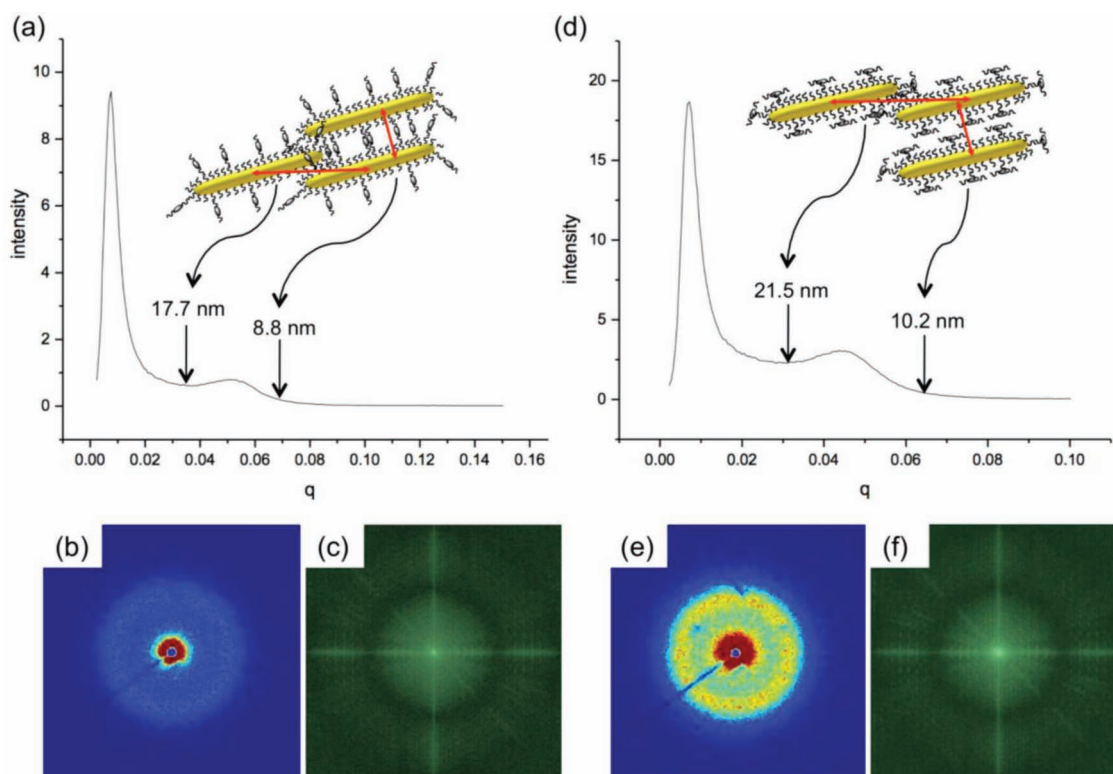 (a)
10
8
6
4
2
0
intensity
17.7 nm
8.8 nm
0.00 0.02 0.04 0.06 0.08 0.10 0.12 0.14 0.16
q
(d)
20
15
10
5
0
intensity
21.5 nm
10.2 nm
0.00 0.02 0.04 0.06 0.08 0.10
q
(b)
(c)
(e)
(f)